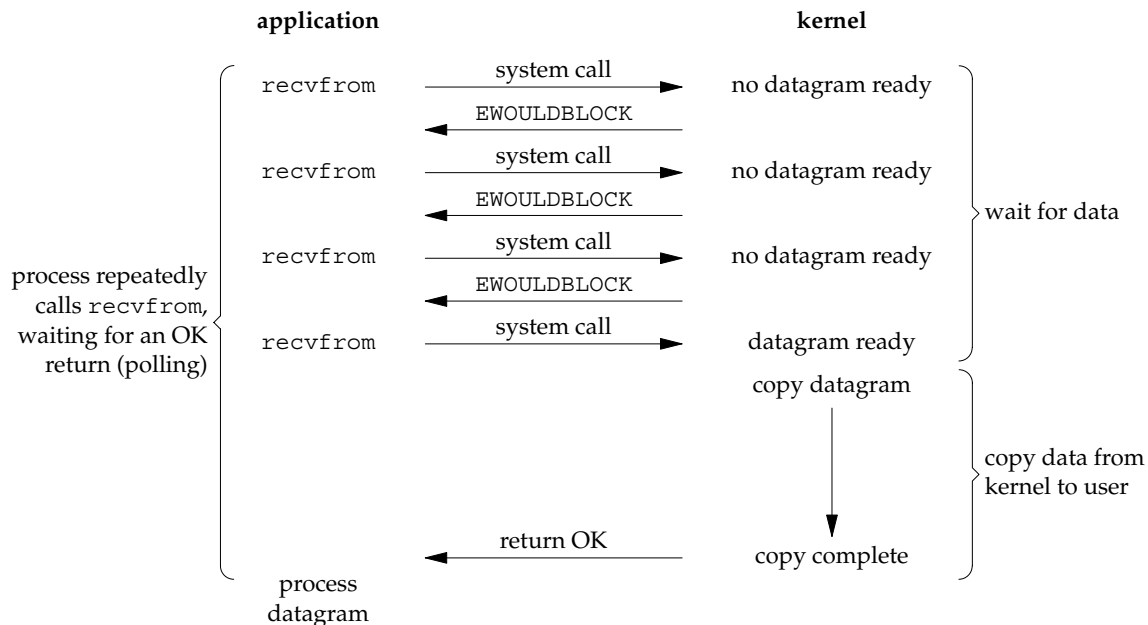 application kernel
system call
recvfrom no datagram ready
EWOULDBLOCK
system call
recvfrom no datagram ready
EWOULDBLOCK
wait for data
system call
recvfrom no datagram ready
EWOULDBLOCK
system call
recvfrom datagram ready
process repeatedly
calls recvfrom,
waiting for an OK
return (polling)
copy datagram
copy data from
kernel to user
return OK
copy complete
process
datagram